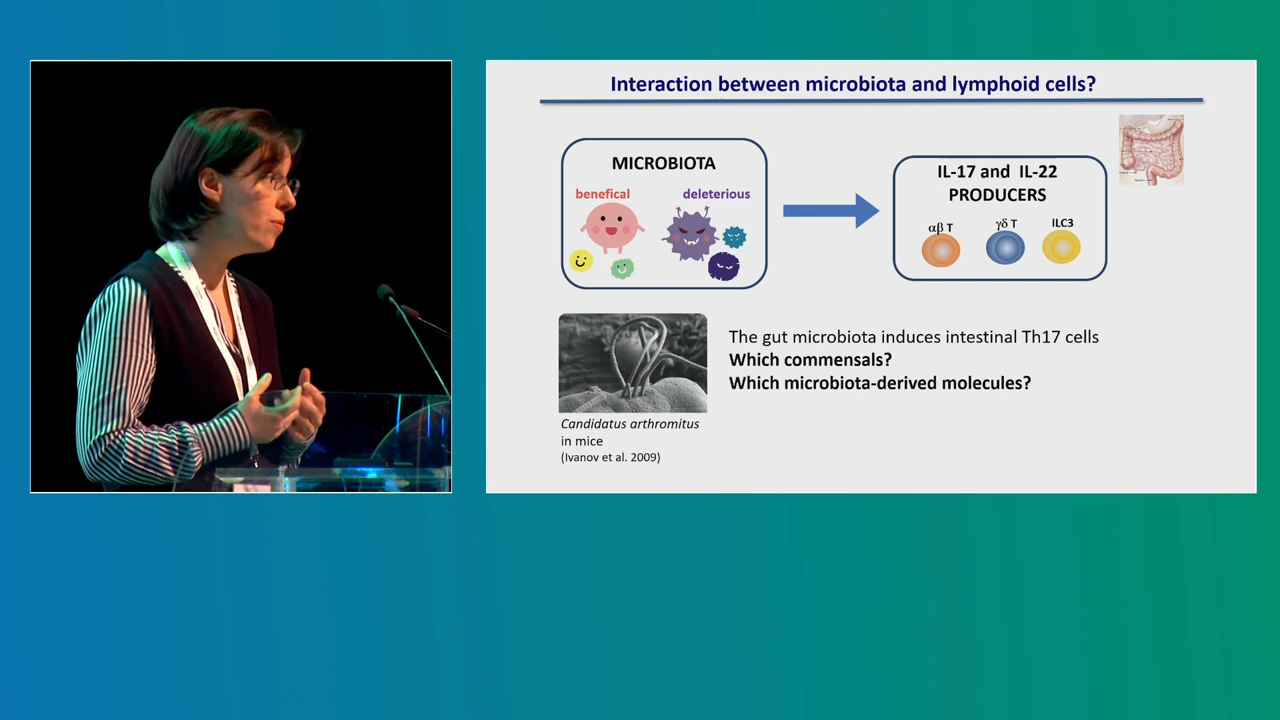 Interaction between microbiota and lymphoid cells?
MICROBIOTA
benefical
deleterious
IL-17 and IL-22
PRODUCERS
αβ T
γδ T
ILC3
The gut microbiota induces intestinal Th17 cells
Which commensals?
Which microbiota-derived molecules?
Candidatus arthromitus
in mice
(Ivanov et al. 2009)